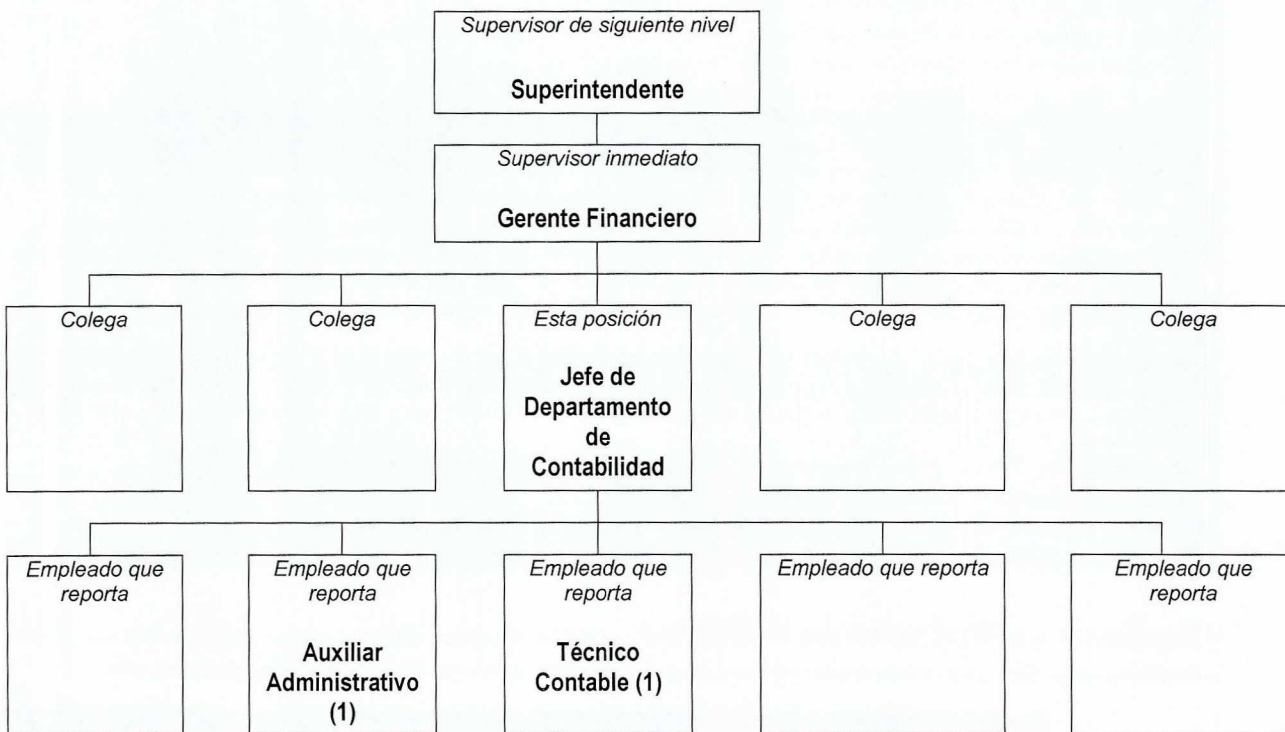 Supervisor de siguiente nivel
Superintendente
Supervisor inmediato
Gerente Financiero
Colega
Colega
Esta posición
Jefe de
Departamento
de
Contabilidad
Colega
Colega
Empleado que
reporta
Empleado que
reporta
Auxiliar
Administrativo
(1)
Empleado que
reporta
Técnico
Contable (1)
Empleado que reporta
Empleado que
reporta